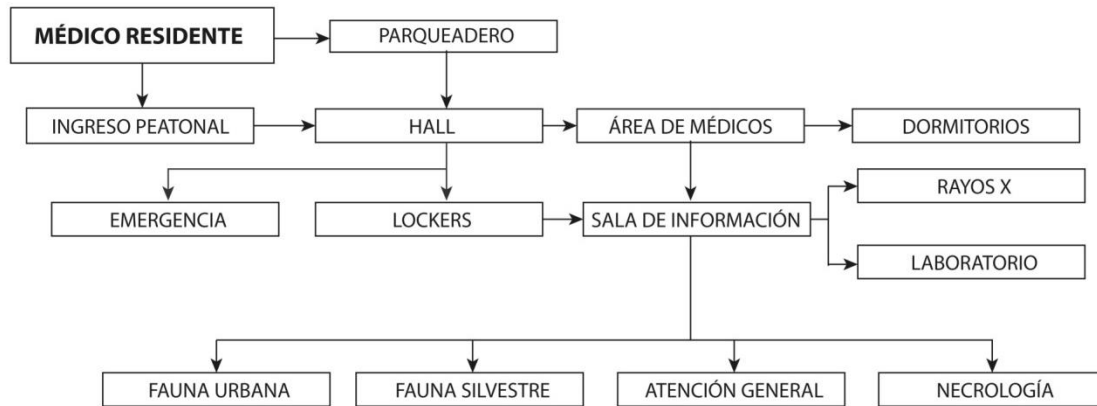 MÉDICO RESIDENTE
PARQUEADERO
INGRESO PEATONAL
HALL
ÁREA DE MÉDICOS
DORMITORIOS
RAYOS X
EMERGENCIA
LOCKERS
SALA DE INFORMACIÓN
LABORATORIO
FAUNA URBANA
FAUNA SILVESTRE
ATENCIÓN GENERAL
NECROLOGÍA